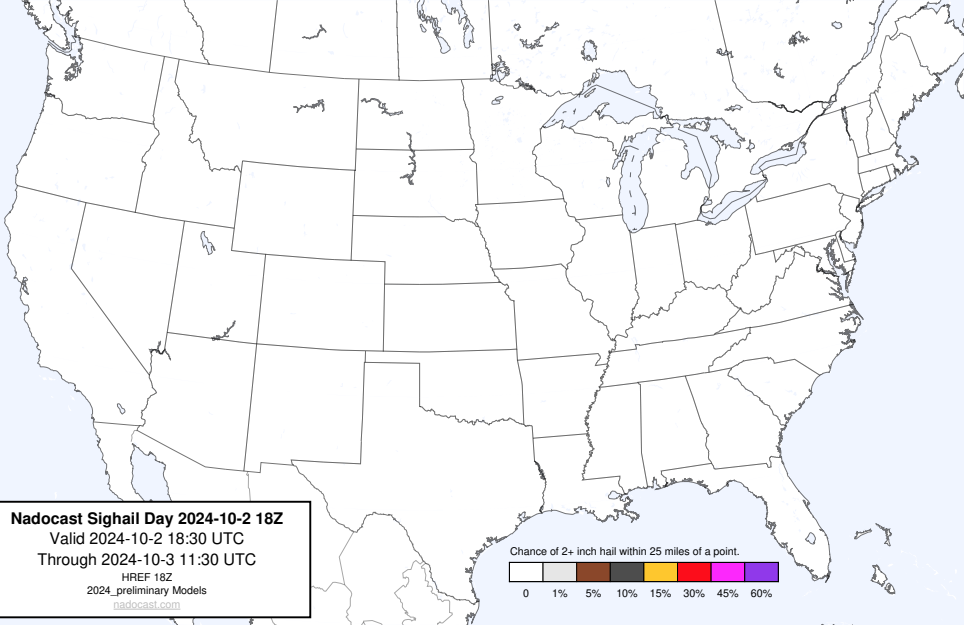 Nadocast Sighail Day 2024-10-2 18Z
Valid 2024-10-2 18:30 UTC
Through 2024-10-3 11:30 UTC
HREF 18Z
2024_preliminary Models
nadocast.com
Chance of 2+ inch hail within 25 miles of a point.
0 1% 5% 10% 15% 30% 45% 60%